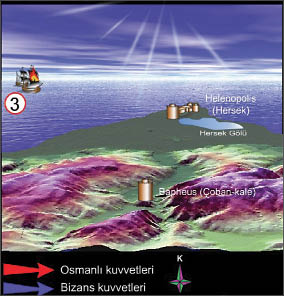 Helenopolis
(Hersek)
3
Hersek Gölü
Bapheus (Çoban-kale)
K
Osmanlı kuvvetleri
Bizans kuvvetleri